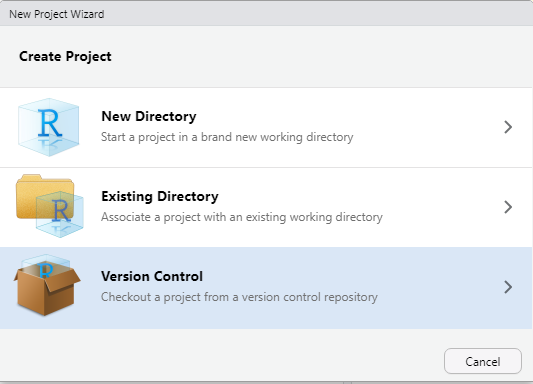 New Project Wizard
Create Project
New Directory
Start a project in a brand new working directory
Existing Directory
Associate a project with an existing working directory
Version Control
Checkout a project from a version control repository
Cancel